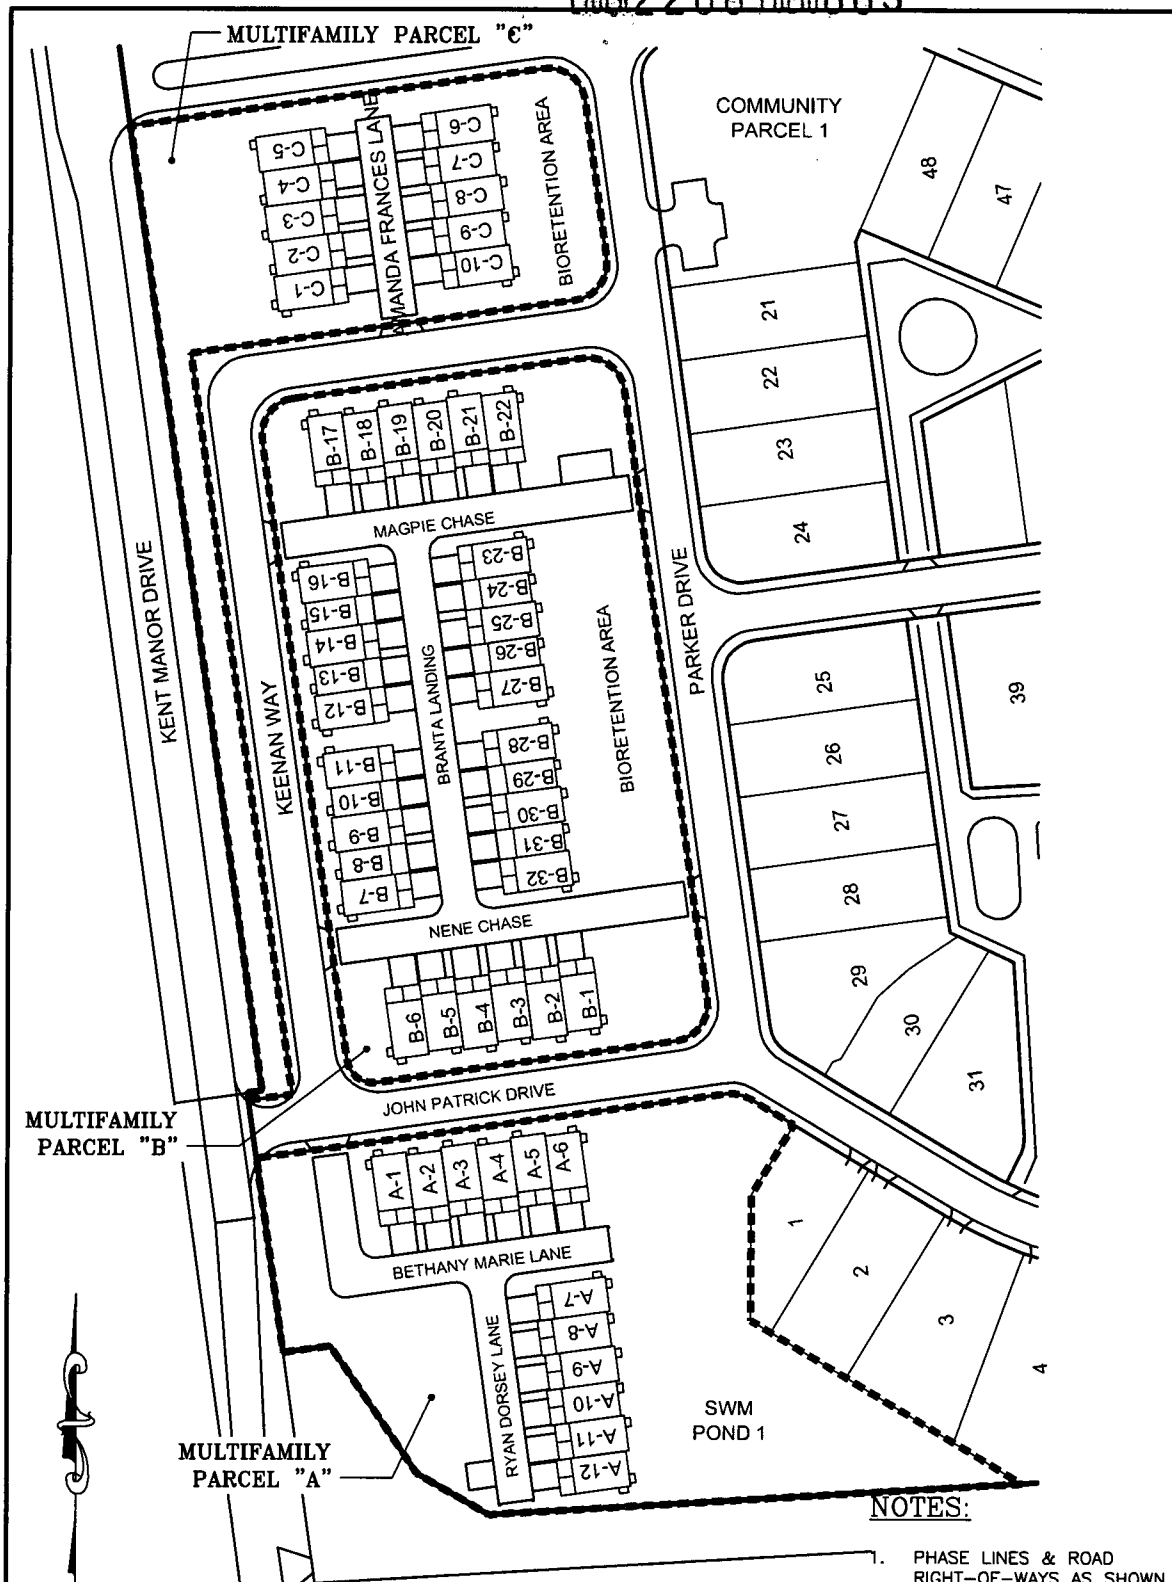 MULTIFAMILY PARCEL "C"
COMMUNITY
PARCEL 1
48
47
C-5
C-4
C-3
C-2
C-1
AMANDA FRANCES LANE
C-6
C-7
C-8
C-9
C-10
BIORETENTION AREA
21
22
23
24
B-17
B-18
B-19
B-20
B-21
B-22
MAGPIE CHASE
KENT MANOR DRIVE
KEENAN WAY
B-16
B-15
B-14
B-13
B-12
B-11
B-10
B-9
B-8
B-7
BRANTA LANDING
B-23
B-24
B-25
B-26
B-27
B-28
B-29
B-30
B-31
B-32
BIORETENTION AREA
PARKER DRIVE
25
26
27
28
29
30
31
39
NENE CHASE
B-6
B-5
B-4
B-3
B-2
B-1
JOHN PATRICK DRIVE
MULTIFAMILY
PARCEL "B"
A-1
A-2
A-3
A-4
A-5
A-6
BETHANY MARIE LANE
RYAN DORSEY LANE
A-7
A-8
A-9
A-10
A-11
A-12
1
2
3
4
SWM
POND 1
MULTIFAMILY
PARCEL "A"
NOTES:
1. PHASE LINES & ROAD
RIGHT-OF-WAYS AS SHOWN